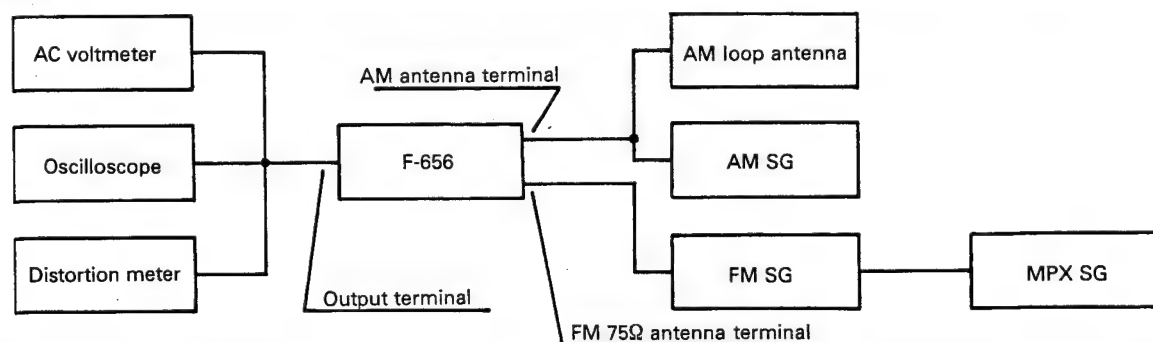 AC voltmeter
AM loop antenna
AM antenna terminal
Oscilloscope
F-656
AM SG
Distortion meter
FM SG
MPX SG
Output terminal
FM 75Ω antenna terminal